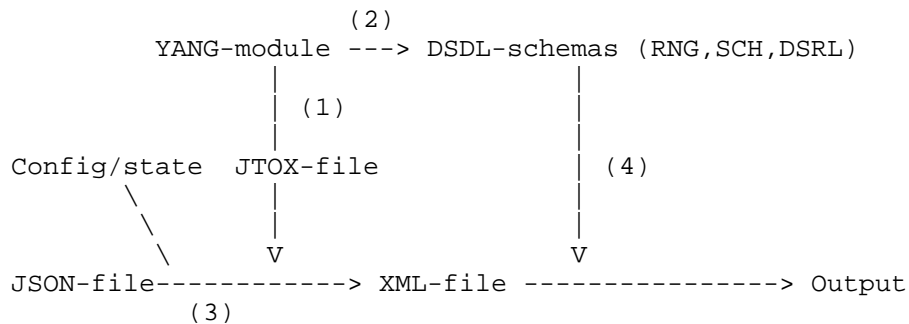 (2)
YANG-module ---> DSDL-schemas (RNG,SCH,DSRL)
| |
| (1) |
| |
Config/state JTOX-file | (4)
\ | |
\ | |
\ V V
JSON-file------------> XML-file ----------------> Output
(3)